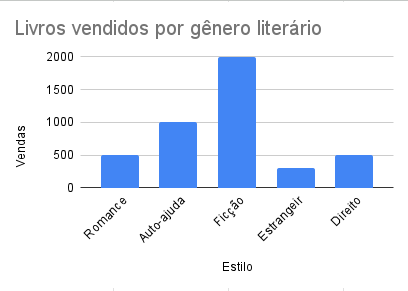 Livros vendidos por gênero literário
Vendas
2000
1500
1000
500
0
Romance
Auto-ajuda
Ficção
Estrangeir
Direito
Estilo